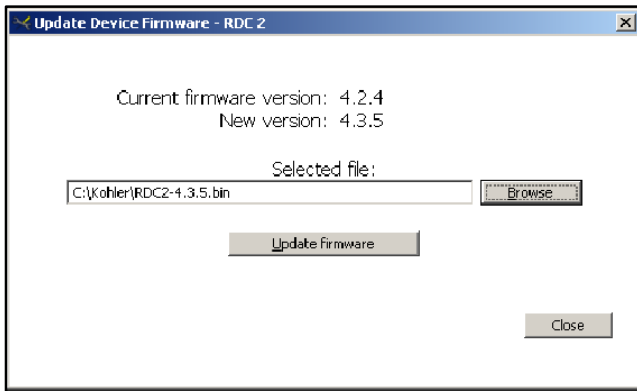 Update Device Firmware - RDC 2
Current firmware version: 4.2.4
New version: 4.3.5
Selected file:
C:\Kohler\RDC2-4.3.5.bin Browse
Update firmware
Close